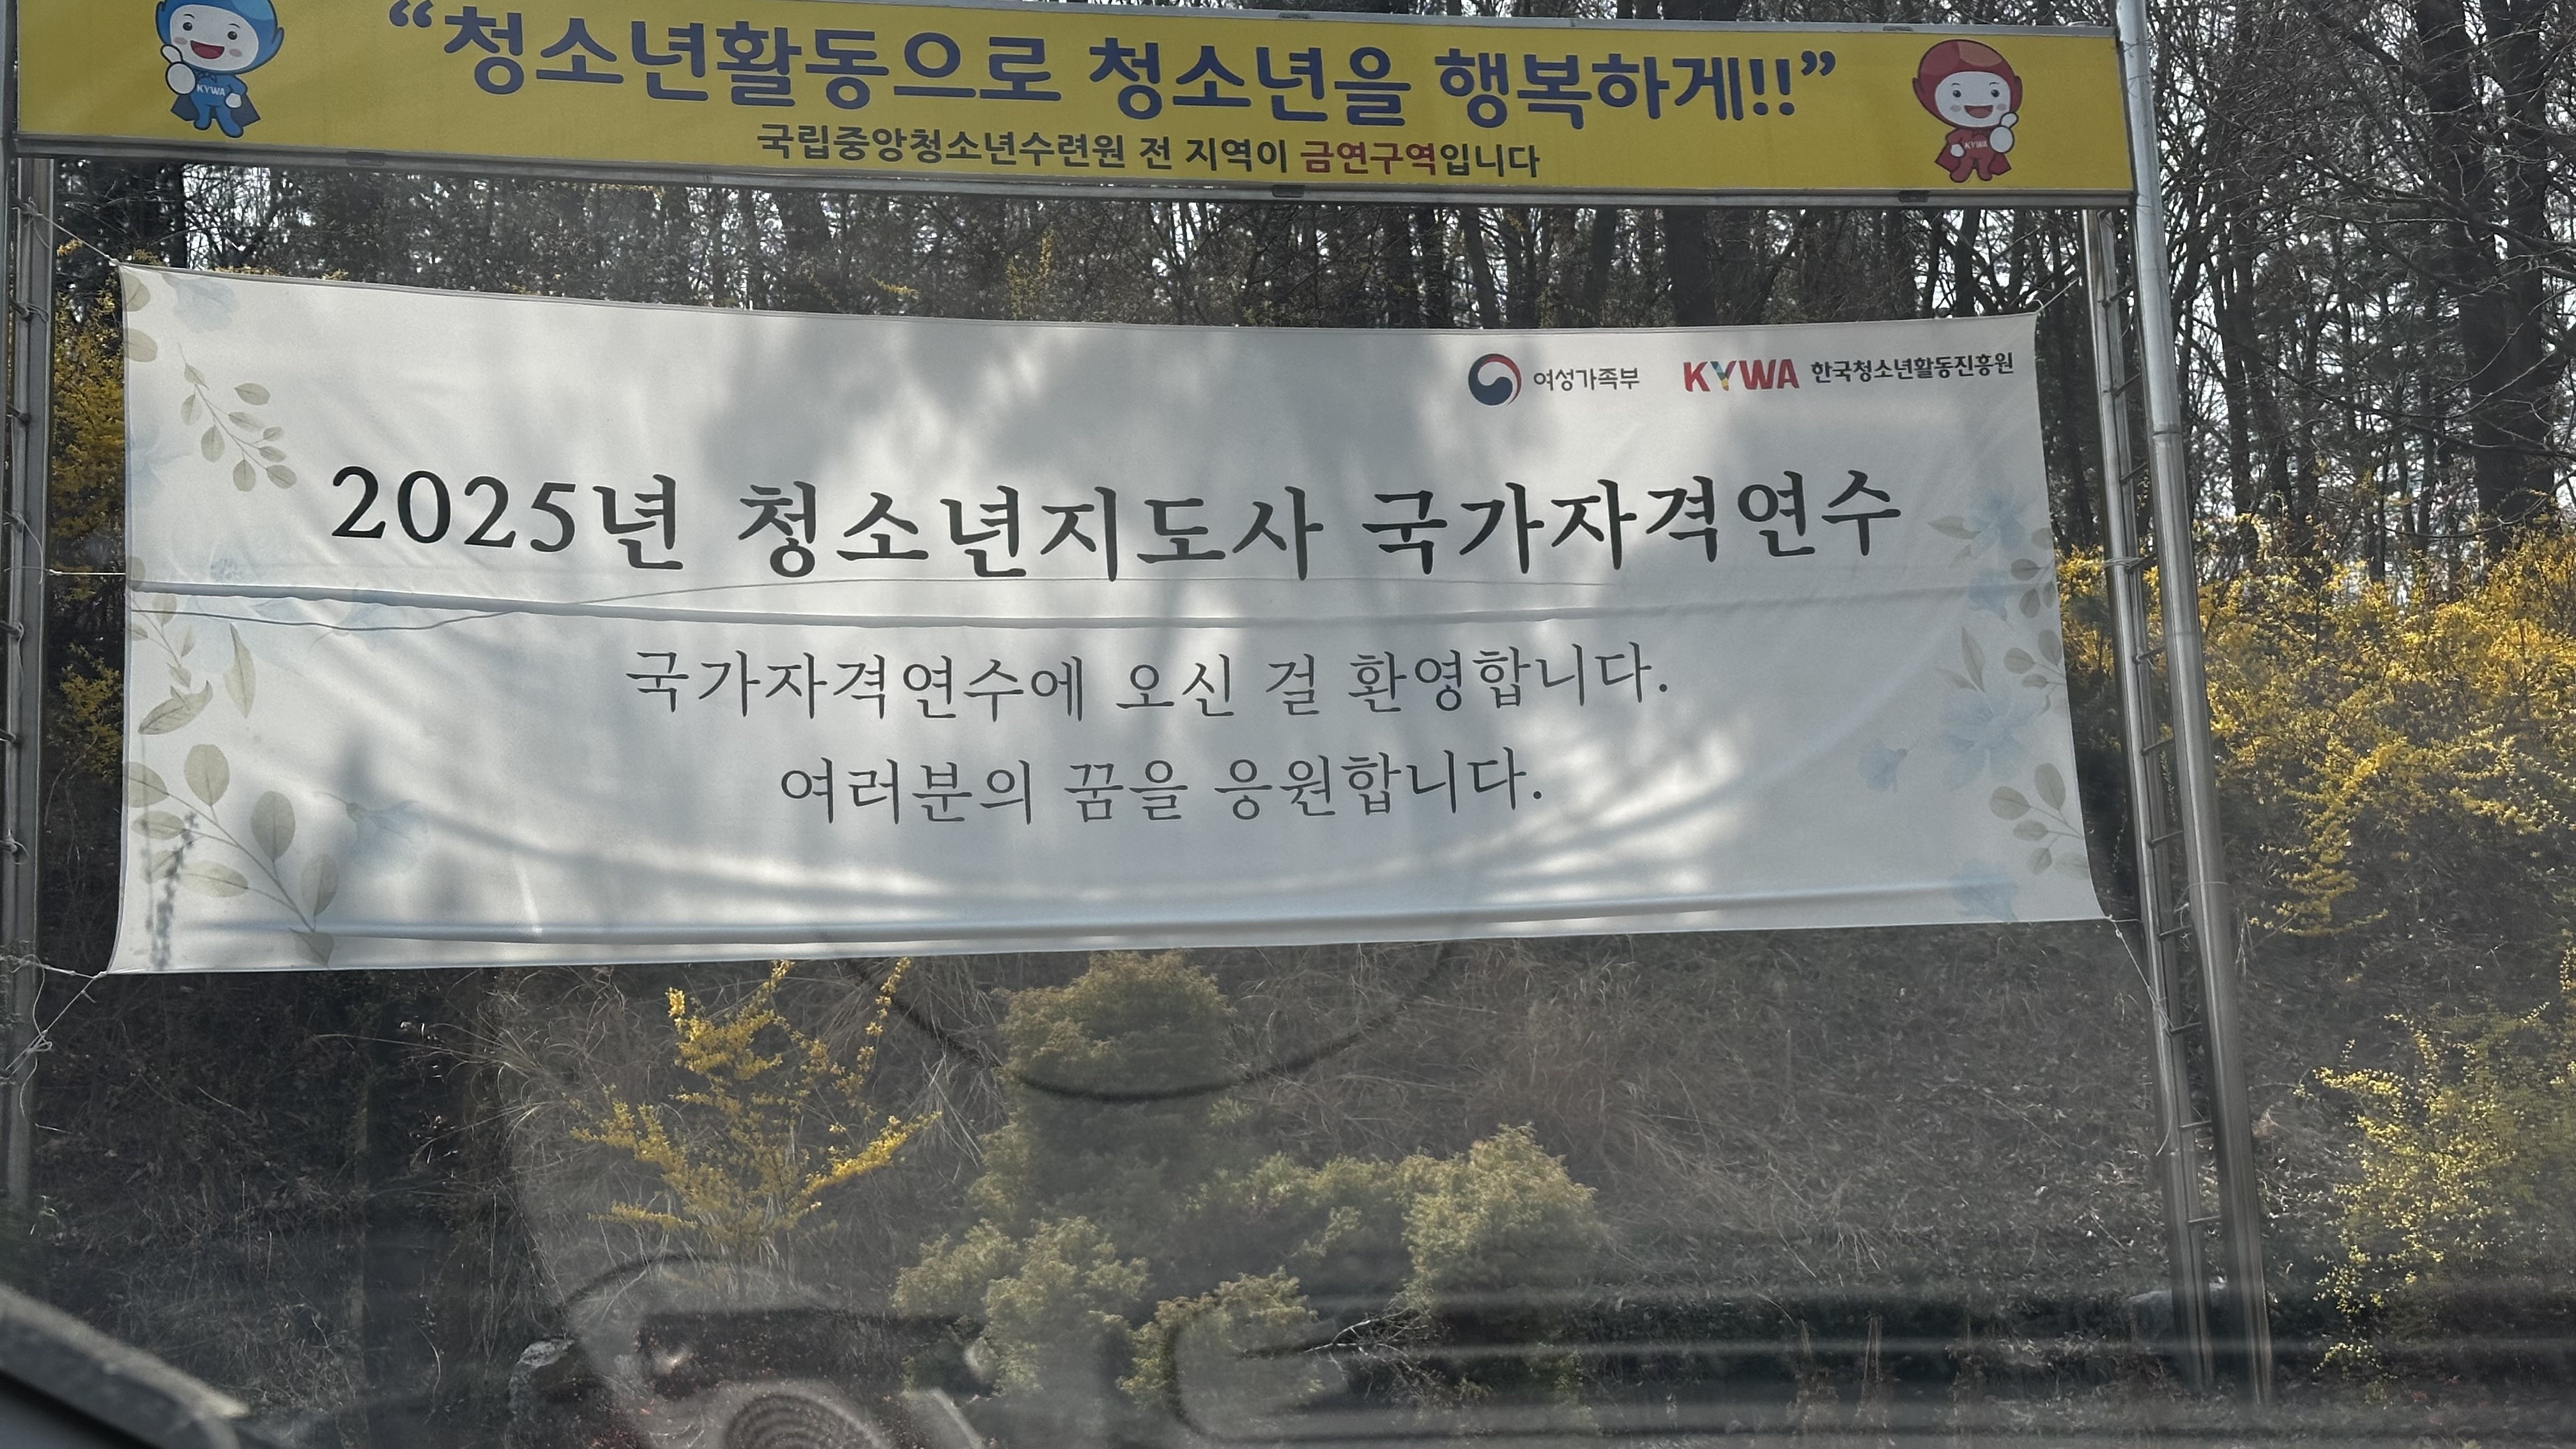 “청소년활동으로 청소년을 행복하게!!”
국립중앙청소년수련원 전 지역이 금연구역입니다
KYWA
KYWA
여성가족부 KYWA 한국청소년활동진흥원
2025년 청소년지도사 국가자격연수
국가자격연수에 오신 걸 환영합니다.
여러분의 꿈을 응원합니다.